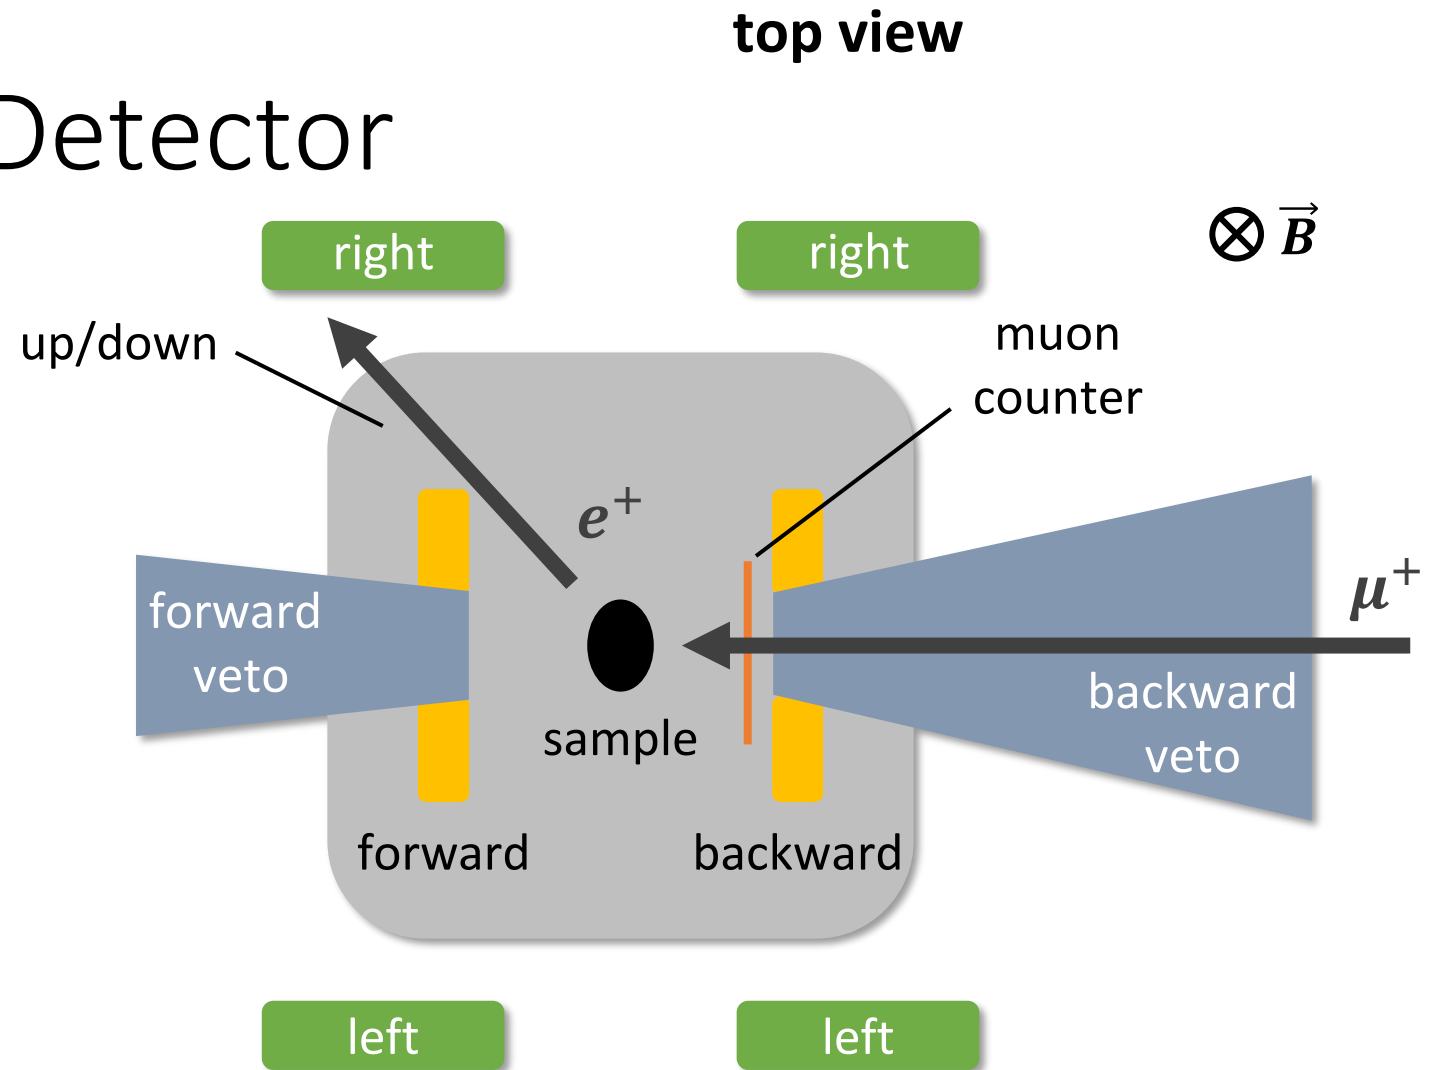 top view
Detector
right
right
B
up/down
muon
counter
e+
μ+
forward
veto
backward
veto
sample
forward
backward
left
left